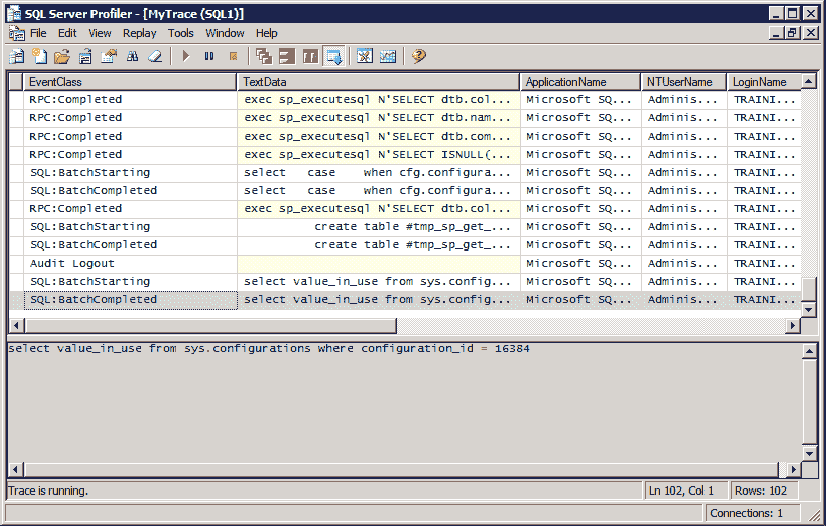 SQL Server Profiler - [MyTrace (SQL1)]
File Edit View Replay Tools Window Help
EventClass TextData ApplicationName NTUserName LoginName
RPC:Completed exec sp_executesql N'SELECT dtb.col... Microsoft SQ... Adminis... TRAINI...
RPC:Completed exec sp_executesql N'SELECT dtb.nam... Microsoft SQ... Adminis... TRAINI...
RPC:Completed exec sp_executesql N'SELECT dtb.com... Microsoft SQ... Adminis... TRAINI...
RPC:Completed exec sp_executesql N'SELECT ISNULL(... Microsoft SQ... Adminis... TRAINI...
SQL:BatchStarting select case when cfg.configura... Microsoft SQ... Adminis... TRAINI...
SQL:BatchCompleted select case when cfg.configura... Microsoft SQ... Adminis... TRAINI...
RPC:Completed exec sp_executesql N'SELECT dtb.col... Microsoft SQ... Adminis... TRAINI...
SQL:BatchStarting create table #tmp_sp_get_... Microsoft SQ... Adminis... TRAINI...
SQL:BatchCompleted create table #tmp_sp_get_... Microsoft SQ... Adminis... TRAINI...
Audit Logout Microsoft SQ... Adminis... TRAINI...
SQL:BatchStarting select value_in_use from sys.config... Microsoft SQ... Adminis... TRAINI...
SQL:BatchCompleted select value_in_use from sys.config... Microsoft SQ... Adminis... TRAINI...
select value_in_use from sys.configurations where configuration_id = 16384
Trace is running. Ln 102, Col 1 Rows: 102
Connections: 1